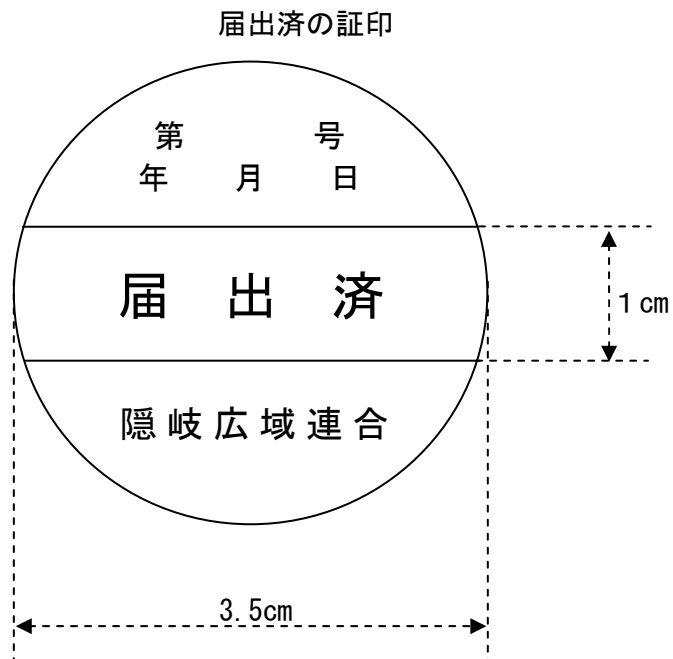 届出済の証印
第 号
年 月 日
届 出 済
1cm
隠岐広域連合
3.5cm